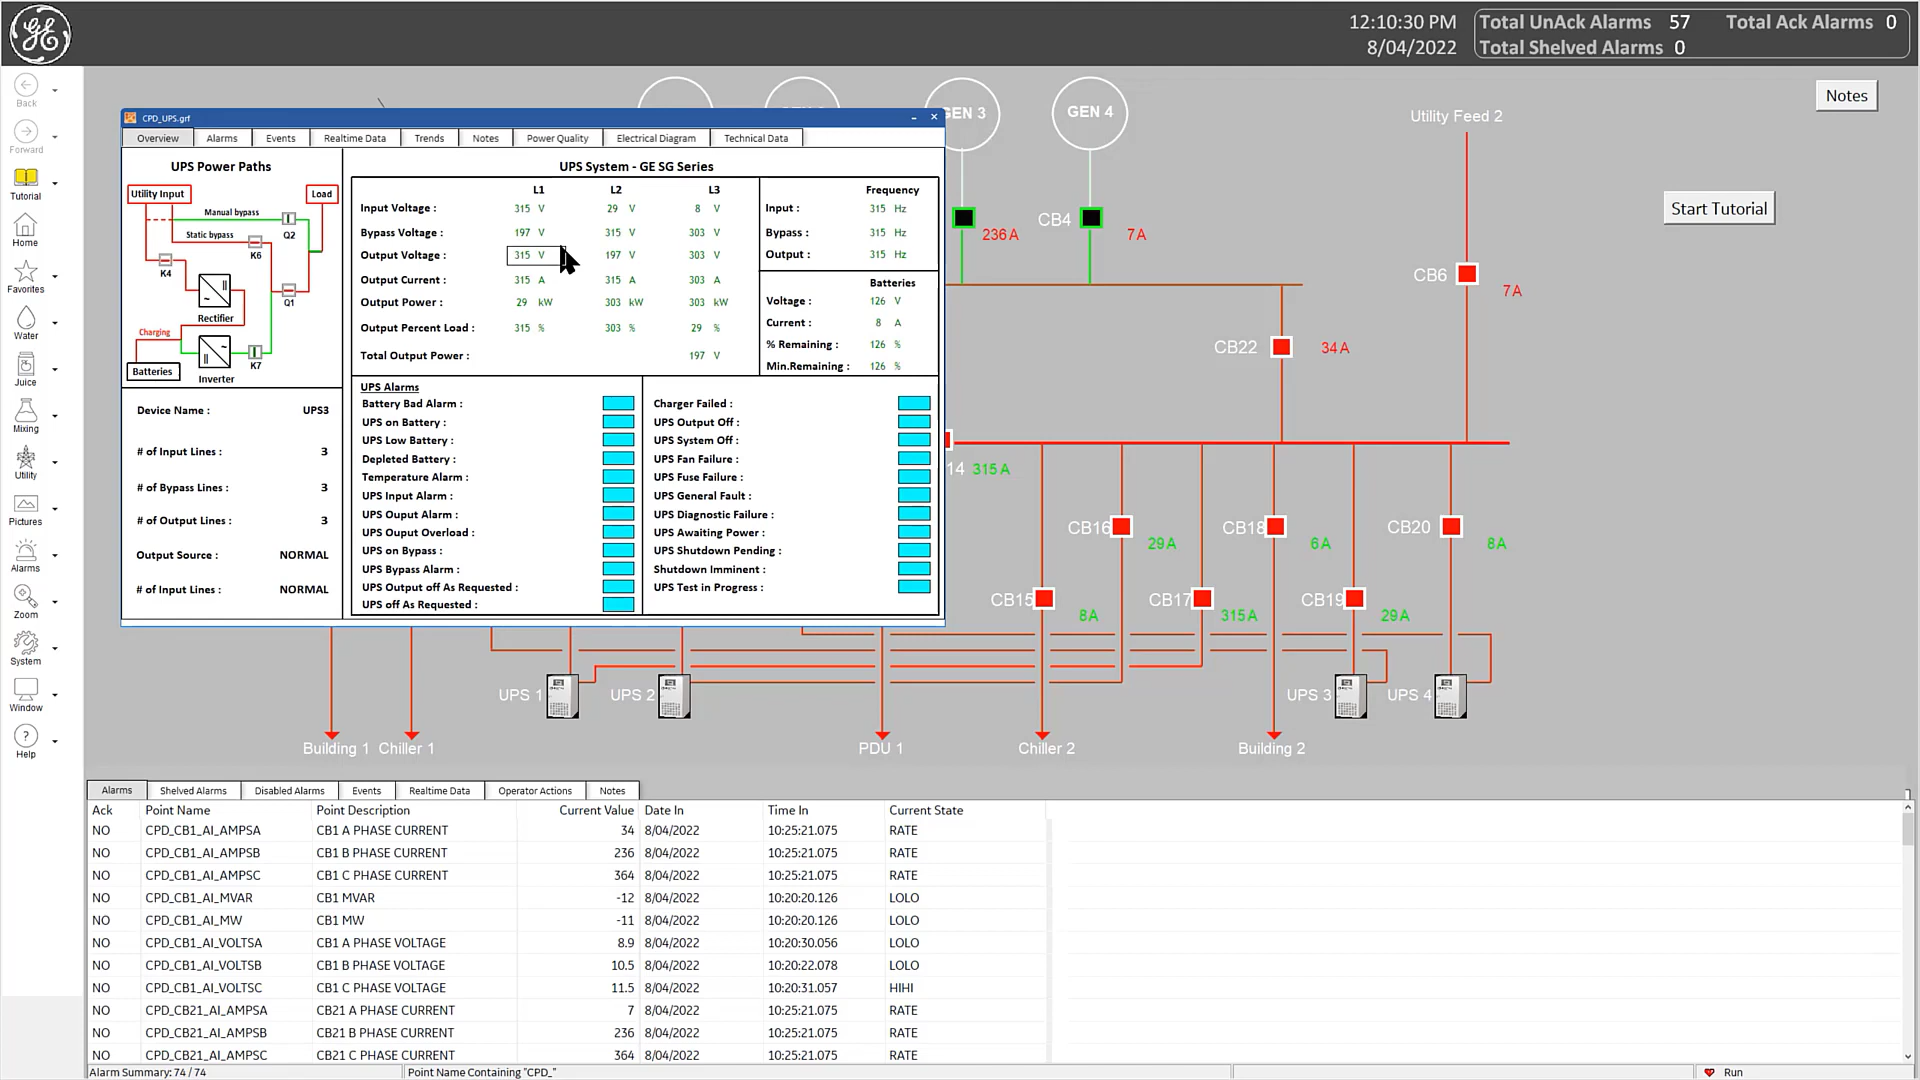 12:10:30 PM
8/04/2022
Total UnAck Alarms 57 Total Ack Alarms 0
Total Shelved Alarms 0
Back
Forward
Tutorial
Home
Favorites
Water
Juice
Mixing
Utility
Pictures
Alarms
Zoom
System
Window
Help
Notes
Start Tutorial
CPD_UPS.grf
Overview Alarms Events Realtime Data Trends Notes Power Quality Electrical Diagram Technical Data
UPS Power Paths
Utility Input
Load
Manual bypass
Q2
Static bypass
K6
K4
Q1
Rectifier
Charging
K7
Batteries
Inverter
Device Name : UPS3
# of Input Lines : 3
# of Bypass Lines : 3
# of Output Lines : 3
Output Source : NORMAL
# of Input Lines : NORMAL
UPS System - GE SG Series
L1 L2 L3
Input Voltage : 315 V 29 V 8 V
Bypass Voltage : 197 V 315 V 303 V
Output Voltage : 315 V 197 V 303 V
Output Current : 315 A 315 A 303 A
Output Power : 29 kW 303 kW 303 kW
Output Percent Load : 315 % 303 % 29 %
Total Output Power : 197 V
Frequency
Input : 315 Hz
Bypass : 315 Hz
Output : 315 Hz
Batteries
Voltage : 126 V
Current : 8 A
% Remaining : 126 %
Min.Remaining : 126 %
UPS Alarms
Battery Bad Alarm :
UPS on Battery :
UPS Low Battery :
Depleted Battery :
Temperature Alarm :
UPS Input Alarm :
UPS Ouput Alarm :
UPS Ouput Overload :
UPS on Bypass :
UPS Bypass Alarm :
UPS Output off As Requested :
UPS off As Requested :
Charger Failed :
UPS Output Off :
UPS System Off :
UPS Fan Failure :
UPS Fuse Failure :
UPS General Fault :
UPS Diagnostic Failure :
UPS Awaiting Power :
UPS Shutdown Pending :
Shutdown Imminent :
UPS Test in Progress :
GEN 3
GEN 4
Utility Feed 2
236 A
CB4
7A
CB6
7A
CB22
34 A
14 315 A
CB16
29 A
CB18
6 A
CB20
8 A
CB15
8 A
CB17
315 A
CB19
29 A
UPS 1
UPS 2
UPS 3
UPS 4
Building 1
Chiller 1
PDU 1
Chiller 2
Building 2
Alarms Shelved Alarms Disabled Alarms Events Realtime Data Operator Actions Notes
Ack Point Name Point Description Current Value Date In Time In Current State
NO CPD_CB1_AI_AMPSA CB1 A PHASE CURRENT 34 8/04/2022 10:25:21.075 RATE
NO CPD_CB1_AI_AMPSB CB1 B PHASE CURRENT 236 8/04/2022 10:25:21.075 RATE
NO CPD_CB1_AI_AMPSC CB1 C PHASE CURRENT 364 8/04/2022 10:25:21.075 RATE
NO CPD_CB1_AI_MVAR CB1 MVAR -12 8/04/2022 10:20:20.126 LOLO
NO CPD_CB1_AI_MW CB1 MW -11 8/04/2022 10:20:20.126 LOLO
NO CPD_CB1_AI_VOLTSA CB1 A PHASE VOLTAGE 8.9 8/04/2022 10:20:30.056 LOLO
NO CPD_CB1_AI_VOLTSB CB1 B PHASE VOLTAGE 10.5 8/04/2022 10:20:22.078 LOLO
NO CPD_CB1_AI_VOLTSC CB1 C PHASE VOLTAGE 11.5 8/04/2022 10:20:31.057 HIHI
NO CPD_CB21_AI_AMPSA CB21 A PHASE CURRENT 7 8/04/2022 10:25:21.075 RATE
NO CPD_CB21_AI_AMPSB CB21 B PHASE CURRENT 236 8/04/2022 10:25:21.075 RATE
NO CPD_CB21_AI_AMPSC CB21 C PHASE CURRENT 364 8/04/2022 10:25:21.075 RATE
Alarm Summary: 74 / 74 Point Name Containing "CPD_" Run